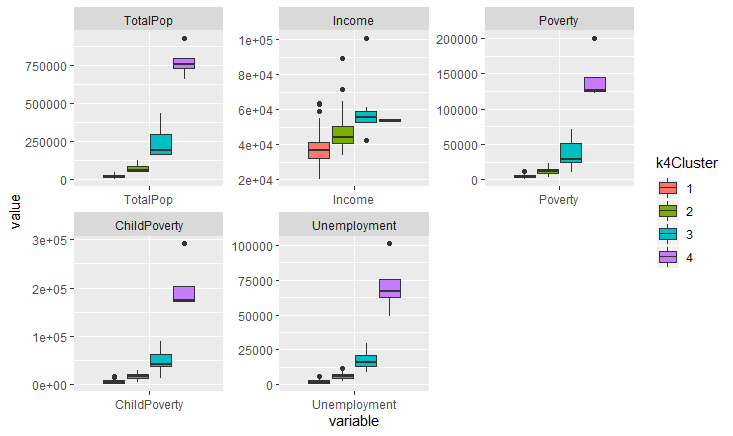 TotalPop
Income
Poverty
750000
500000
250000
0
TotalPop
1e+05
8e+04
6e+04
4e+04
2e+04
Income
200000
150000
100000
50000
0
Poverty
value
ChildPoverty
Unemployment
3e+05
2e+05
1e+05
0e+00
ChildPoverty
100000
75000
50000
25000
0
Unemployment
variable
k4Cluster
1
2
3
4